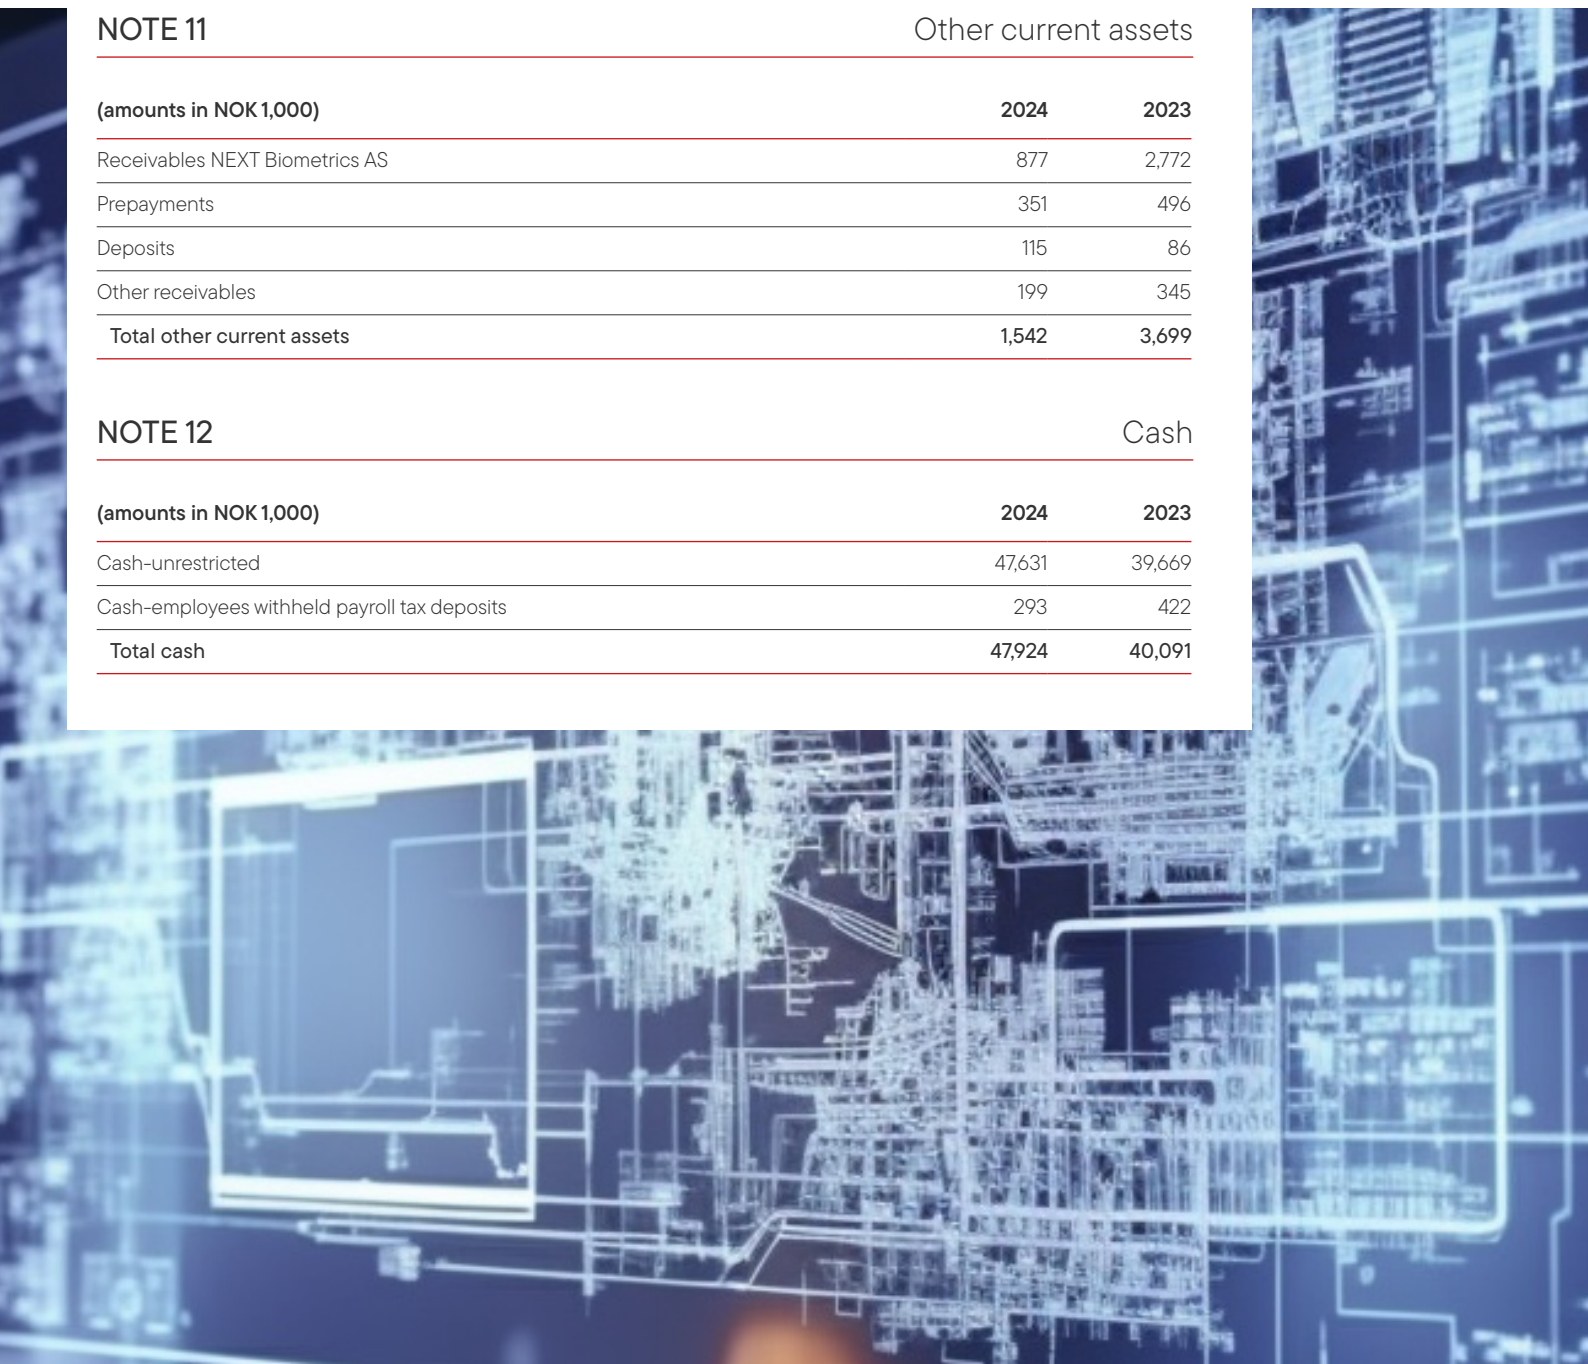 NOTE 11 Other current assets
(amounts in NOK 1,000) 2024 2023
Receivables NEXT Biometrics AS 877 2,772
Prepayments 351 496
Deposits 115 86
Other receivables 199 345
Total other current assets 1,542 3,699
NOTE 12 Cash
(amounts in NOK 1,000) 2024 2023
Cash-unrestricted 47,631 39,669
Cash-employees withheld payroll tax deposits 293 422
Total cash 47,924 40,091